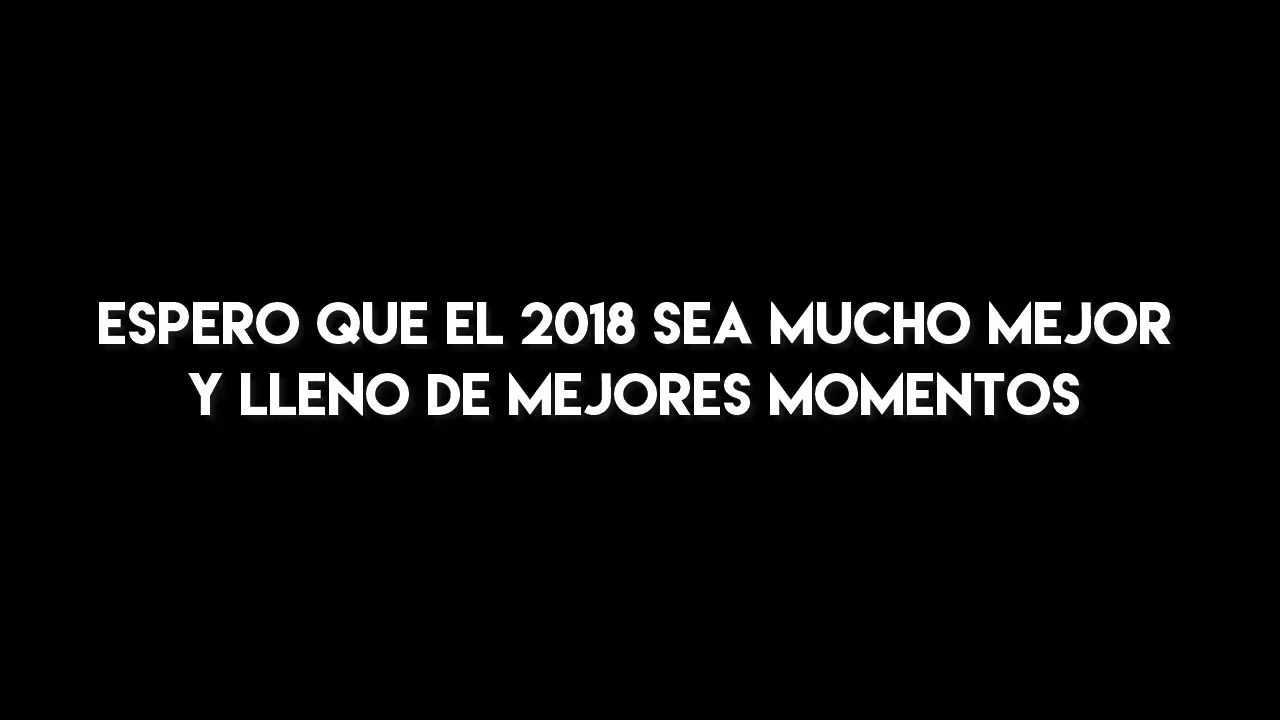 ESPERO QUE EL 2018 SEA MUCHO MEJOR
Y LLENO DE MEJORES MOMENTOS